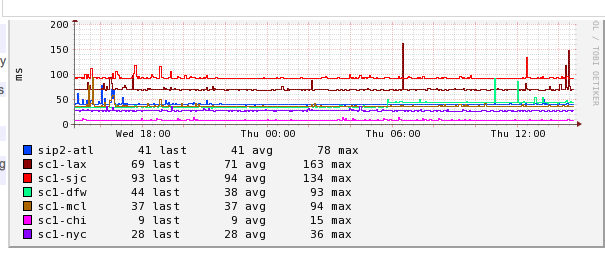 200
150
100
50
0
ms
Wed 18:00 Thu 00:00 Thu 06:00 Thu 12:00
OL / TOBI OETIKER
y
s
g
sip2-atl 41 last 41 avg 78 max
sc1-lax 69 last 71 avg 163 max
sc1-sjc 93 last 94 avg 134 max
sc1-dfw 44 last 38 avg 93 max
sc1-mcl 37 last 37 avg 94 max
sc1-chi 9 last 9 avg 15 max
sc1-nyc 28 last 28 avg 36 max